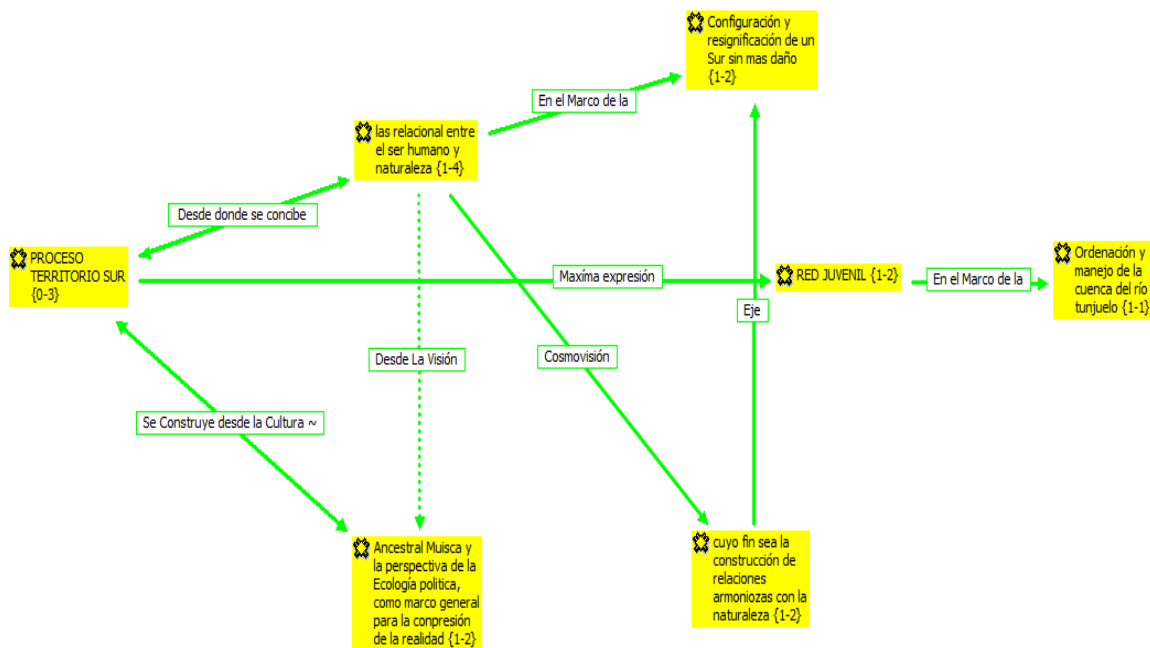 Configuración y
resignificación de un
Sur sin mas daño
{1-2}
En el Marco de la
las relacional entre
el ser humano y
naturaleza {1-4}
Desde donde se concibe
PROCESO
TERRITORIO SUR
{0-3}
Maxíma expresión
RED JUVENIL {1-2}
En el Marco de la
Ordenación y
manejo de la
cuenca del río
tunjuelo {1-1}
Eje
Desde La Visión
Cosmovisión
Se Construye desde la Cultura ~
Ancestral Muisca y
la perspectiva de la
Ecología politica,
como marco general
para la conpresión
de la realidad {1-2}
cuyo fin sea la
construcción de
relaciones
armoniozas con la
naturaleza {1-2}